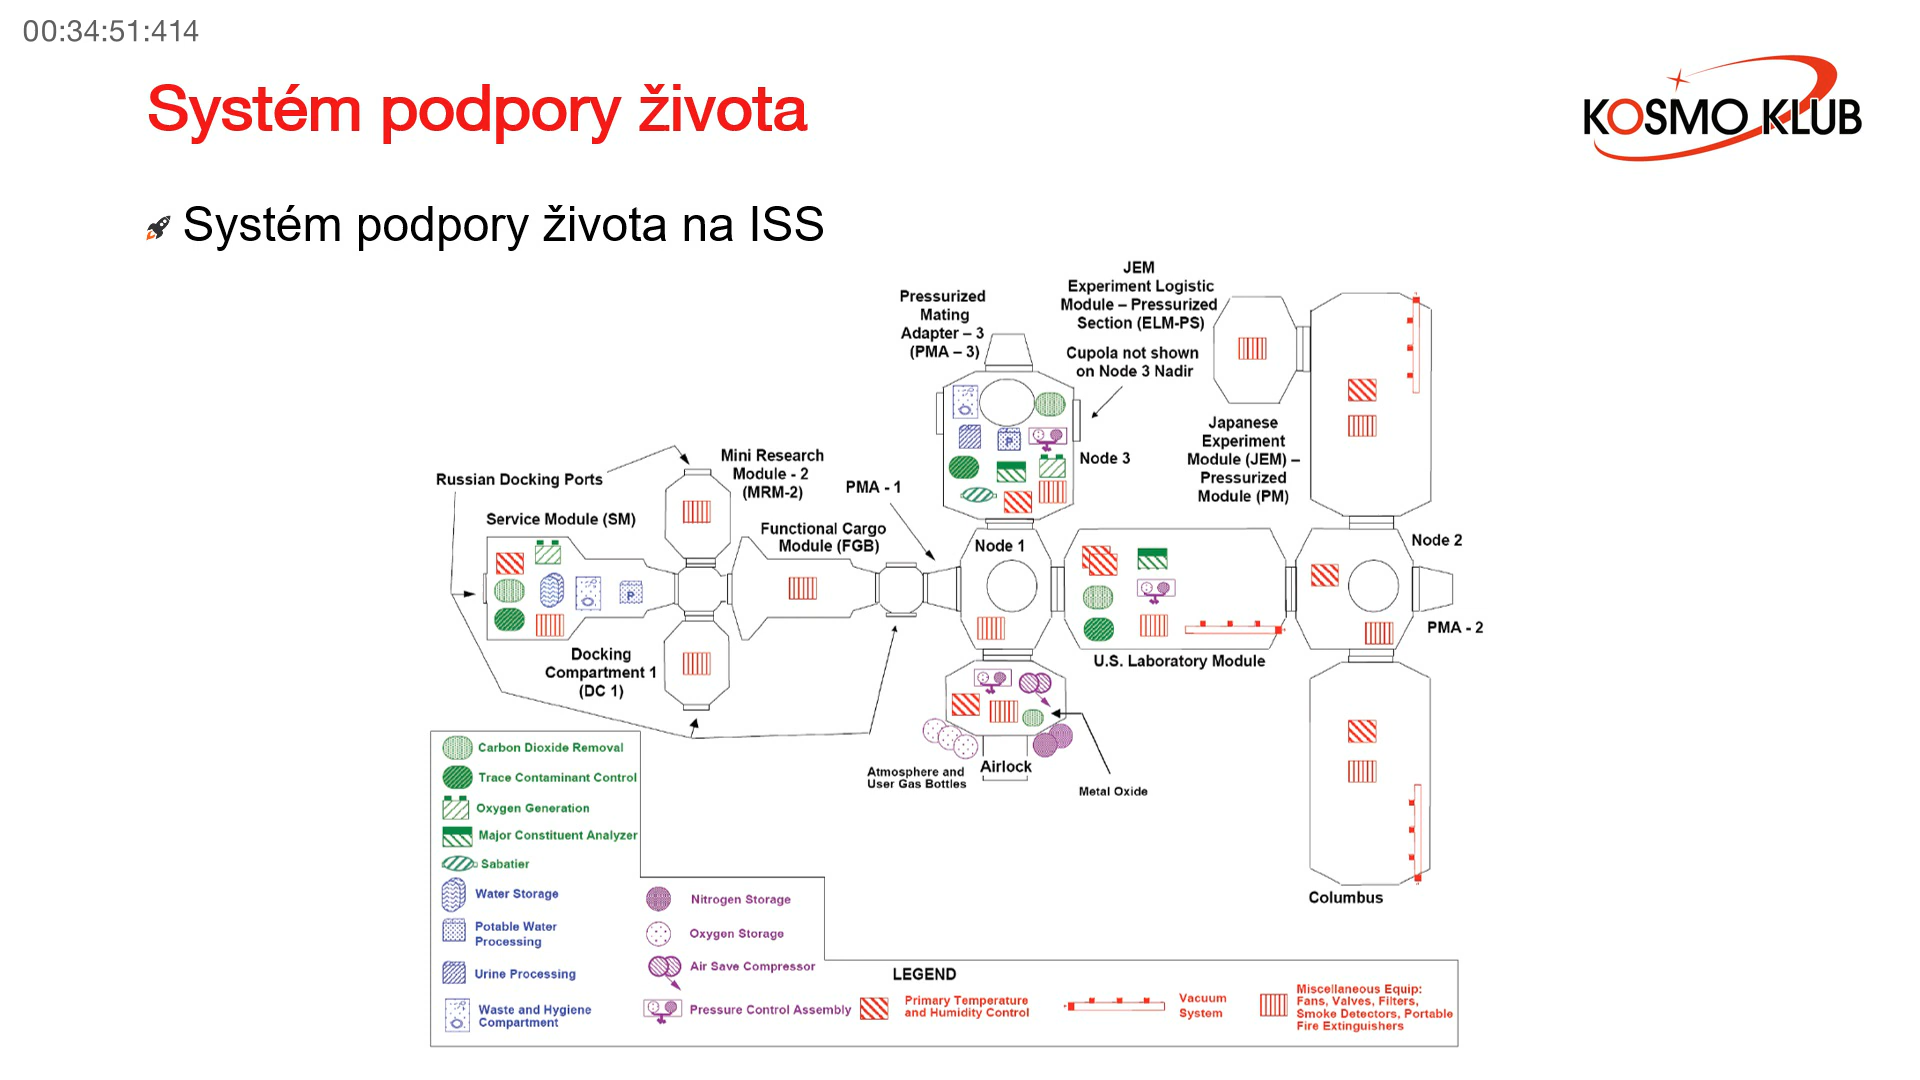 00:34:51:414
Systém podpory života
KOSMO KLUB
Systém podpory života na ISS
JEM
Experiment Logistic
Module – Pressurized
Section (ELM-PS)
Pressurized
Mating
Adapter – 3
(PMA – 3)
Cupola not shown
on Node 3 Nadir
Japanese
Experiment
Module (JEM) –
Pressurized
Module (PM)
Node 3
Mini Research
Module - 2
(MRM-2)
PMA - 1
Russian Docking Ports
Service Module (SM)
Functional Cargo
Module (FGB)
Node 1
Node 2
P
P
PMA - 2
Docking
Compartment 1
(DC 1)
U.S. Laboratory Module
Atmosphere and
User Gas Bottles
Airlock
Metal Oxide
Columbus
Carbon Dioxide Removal
Trace Contaminant Control
Oxygen Generation
Major Constituent Analyzer
Sabatier
Water Storage
Potable Water
Processing
Urine Processing
Waste and Hygiene
Compartment
Nitrogen Storage
Oxygen Storage
Air Save Compressor
Pressure Control Assembly
LEGEND
Primary Temperature
and Humidity Control
Vacuum
System
Miscellaneous Equip:
Fans, Valves, Filters,
Smoke Detectors, Portable
Fire Extinguishers